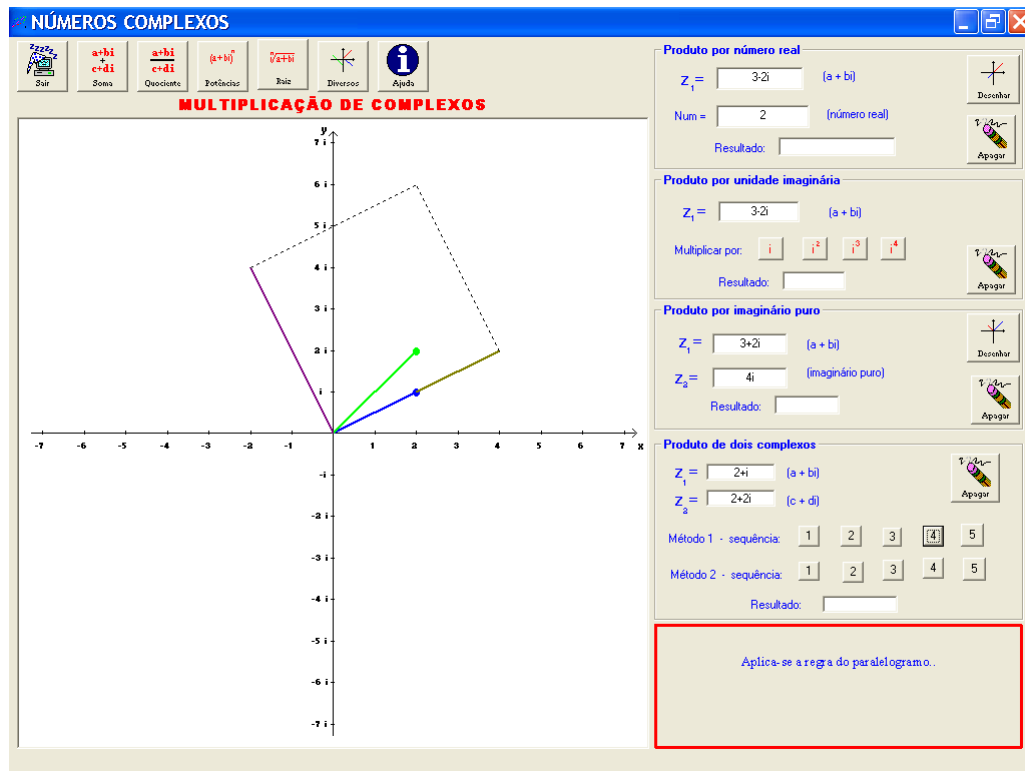 NÚMEROS COMPLEXOS
a+bi
+
c+di
Soma
a+bi
c+di
Quociente
(a+bi)ⁿ
Potências
ⁿ√a+bi
Raiz
Sair
Diversos
Ajuda
MULTIPLICAÇÃO DE COMPLEXOS
y
7 i
6 i
5 i
4 i
3 i
2 i
i
-7 -6 -5 -4 -3 -2 -1 1 2 3 4 5 6 7 x
-i
-2 i
-3 i
-4 i
-5 i
-6 i
-7 i
Produto por número real
Z₁= 3-2i (a + bi)
Desenhar
Num = 2 (número real)
Resultado:
Apagar
Produto por unidade imaginária
Z₁= 3-2i (a + bi)
Multiplicar por: i i² i³ i⁴
Resultado:
Apagar
Produto por imaginário puro
Z₁= 3+2i (a + bi)
Desenhar
Z₂= 4i (imaginário puro)
Resultado:
Apagar
Produto de dois complexos
Z₁= 2+i (a + bi)
Apagar
Z₂= 2+2i (c + di)
Método 1 - sequência: 1 2 3 4 5
Método 2 - sequência: 1 2 3 4 5
Resultado:
Aplica-se a regra do paralelogramo..